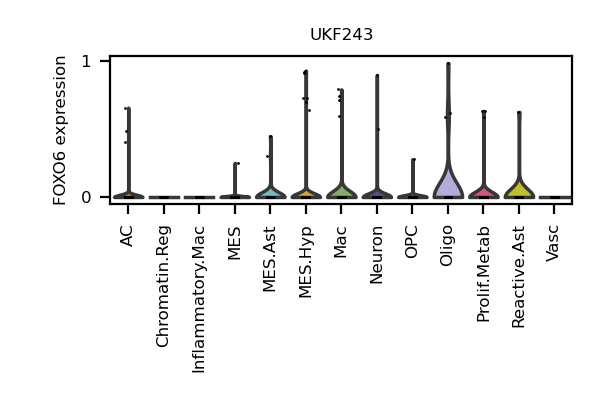 UKF243
FOXO6 expression
1
0
AC
Chromatin.Reg
Inflammatory.Mac
MES
MES.Ast
MES.Hyp
Mac
Neuron
OPC
Oligo
Prolif.Metab
Reactive.Ast
Vasc